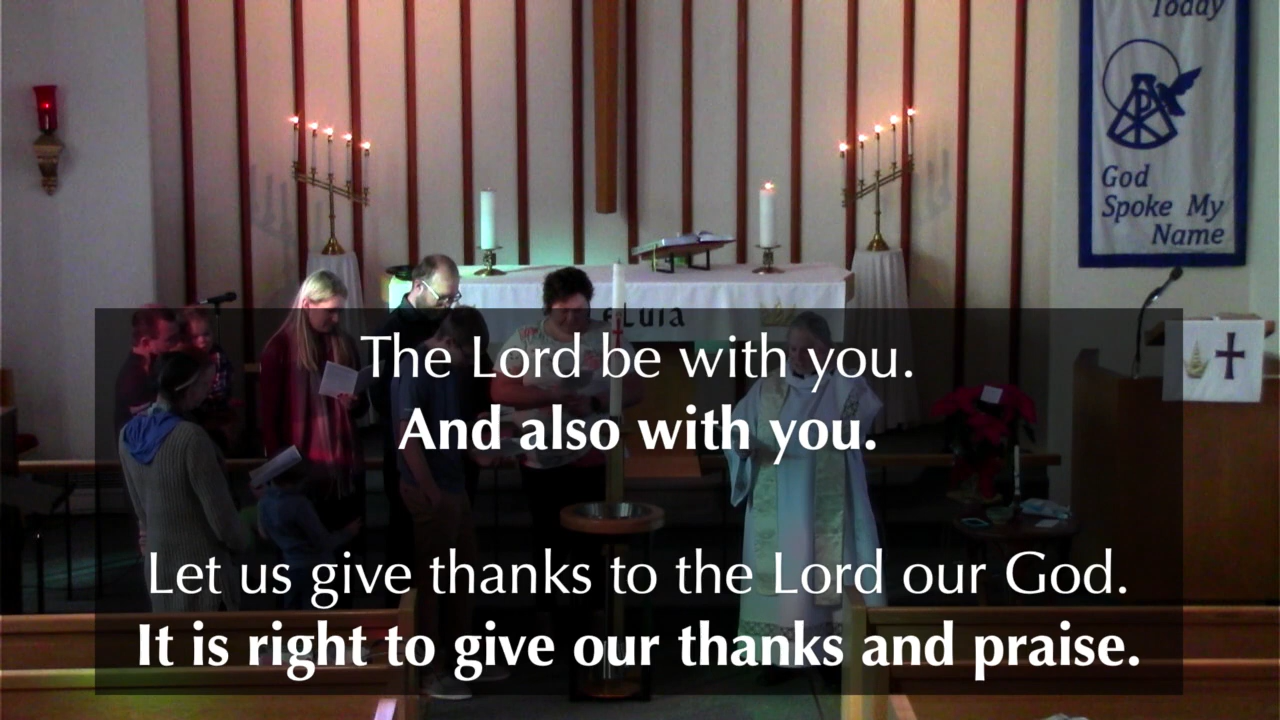 Today
God
Spoke My
Name
The Lord be with you.
And also with you.
Let us give thanks to the Lord our God.
It is right to give our thanks and praise.